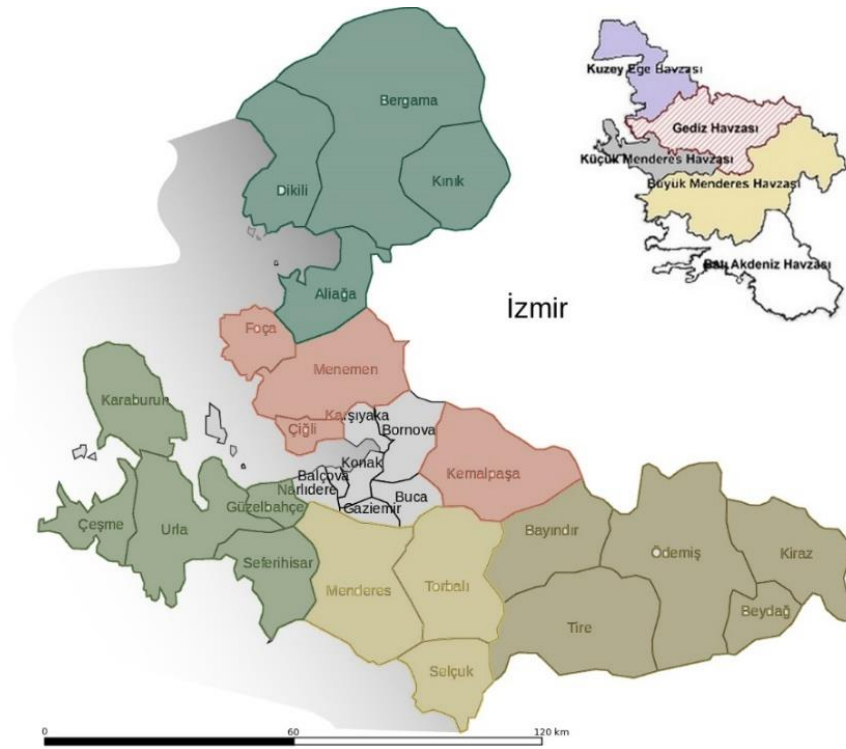 Kuzey Ege Havzası
Gediz Havzası
Küçük Menderes Havzası
Büyük Menderes Havzası
Batı Akdeniz Havzası
İzmir
Bergama
Dikili
Kınık
Aliağa
Foça
Menemen
Karaburun
Karşıyaka
Çiğli
Bornova
Konak
Balçova
Narlıdere
Kemalpaşa
Güzelbahçe
Buca
Gaziemir
Çeşme
Urla
Seferihisar
Bayındır
Ödemiş
Kiraz
Menderes
Torbalı
Beydağ
Tire
Selçuk
0
60
120 km